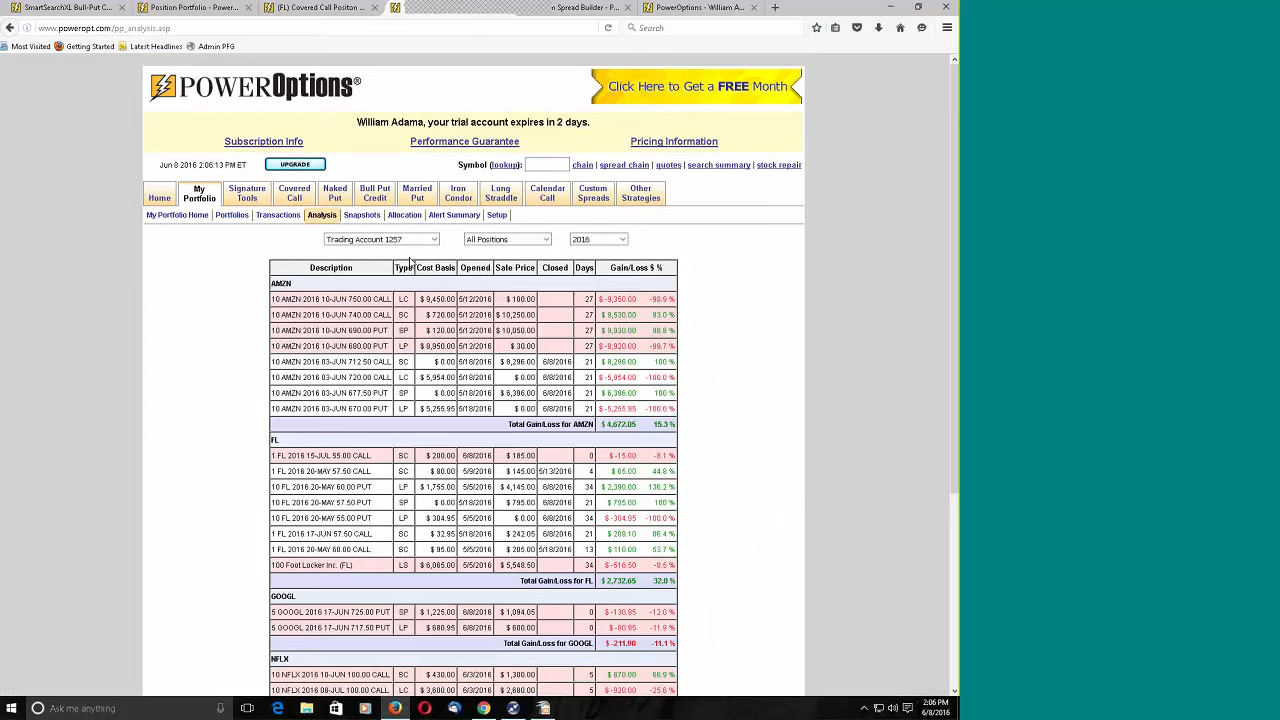 SmartSearchXL Bull-Put C... Position Portfolio - Power... (FL) Covered Call Positon ... n Spread Builder - P... PowerOptions - William A...
www.poweropt.com/pp_analysis.asp Search
Most Visited Getting Started Latest Headlines Admin PFG
POWEROptions® Click Here to Get a FREE Month
William Adama, your trial account expires in 2 days.
Subscription Info Performance Guarantee Pricing Information
Jun 8 2016 2:06:13 PM ET UPGRADE Symbol (lookup): chain | spread chain | quotes | search summary | stock repair
Home My Portfolio Signature Tools Covered Call Naked Put Bull Put Credit Married Put Iron Condor Long Straddle Calendar Call Custom Spreads Other Strategies
My Portfolio Home Portfolios Transactions Analysis Snapshots Allocation Alert Summary Setup
Trading Account 1257 All Positions 2016
Description Type Cost Basis Opened Sale Price Closed Days Gain/Loss $ %
AMZN
10 AMZN 2016 10-JUN 750.00 CALL LC $ 9,450.00 5/12/2016 $ 100.00 27 $ -9,350.00 -98.9 %
10 AMZN 2016 10-JUN 740.00 CALL SC $ 720.00 5/12/2016 $ 10,250.00 27 $ 9,530.00 93.0 %
10 AMZN 2016 10-JUN 690.00 PUT SP $ 120.00 5/12/2016 $ 10,050.00 27 $ 9,930.00 98.8 %
10 AMZN 2016 10-JUN 680.00 PUT LP $ 8,950.00 5/12/2016 $ 30.00 27 $ -8,920.00 -99.7 %
10 AMZN 2016 03-JUN 712.50 CALL SC $ 0.00 5/18/2016 $ 8,296.00 6/8/2016 21 $ 8,296.00 100 %
10 AMZN 2016 03-JUN 720.00 CALL LC $ 5,954.00 5/18/2016 $ 0.00 6/8/2016 21 $ -5,954.00 -100.0 %
10 AMZN 2016 03-JUN 677.50 PUT SP $ 0.00 5/18/2016 $ 6,396.00 6/8/2016 21 $ 6,396.00 100 %
10 AMZN 2016 03-JUN 670.00 PUT LP $ 5,255.95 5/18/2016 $ 0.00 6/8/2016 21 $ -5,255.95 -100.0 %
Total Gain/Loss for AMZN $ 4,672.05 15.3 %
FL
1 FL 2016 15-JUL 55.00 CALL SC $ 200.00 6/8/2016 $ 185.00 0 $ -15.00 -8.1 %
1 FL 2016 20-MAY 57.50 CALL SC $ 80.00 5/9/2016 $ 145.00 5/13/2016 4 $ 65.00 44.8 %
10 FL 2016 20-MAY 60.00 PUT LP $ 1,755.00 5/5/2016 $ 4,145.00 6/8/2016 34 $ 2,390.00 136.2 %
10 FL 2016 20-MAY 57.50 PUT SP $ 0.00 5/18/2016 $ 795.00 6/8/2016 21 $ 795.00 100 %
10 FL 2016 20-MAY 55.00 PUT LP $ 304.95 5/5/2016 $ 0.00 6/8/2016 34 $ -304.95 -100.0 %
1 FL 2016 17-JUN 57.50 CALL SC $ 32.95 5/18/2016 $ 242.05 6/8/2016 21 $ 209.10 86.4 %
1 FL 2016 20-MAY 60.00 CALL SC $ 95.00 5/5/2016 $ 205.00 5/18/2016 13 $ 110.00 53.7 %
100 Foot Locker Inc. (FL) LS $ 6,065.00 5/5/2016 $ 5,548.50 34 $ -516.50 -8.5 %
Total Gain/Loss for FL $ 2,732.65 32.0 %
GOOGL
5 GOOGL 2016 17-JUN 725.00 PUT SP $ 1,225.00 6/8/2016 $ 1,094.05 0 $ -130.95 -12.0 %
5 GOOGL 2016 17-JUN 717.50 PUT LP $ 680.95 6/8/2016 $ 600.00 0 $ -80.95 -11.9 %
Total Gain/Loss for GOOGL $ -211.90 -11.1 %
NFLX
10 NFLX 2016 10-JUN 100.00 CALL SC $ 430.00 6/3/2016 $ 1,300.00 5 $ 870.00 66.9 %
10 NFLX 2016 08-JUL 100.00 CALL LC $ 3,600.00 6/3/2016 $ 2,680.00 5 $ -920.00 -25.6 %
Ask me anything 2:06 PM
6/8/2016